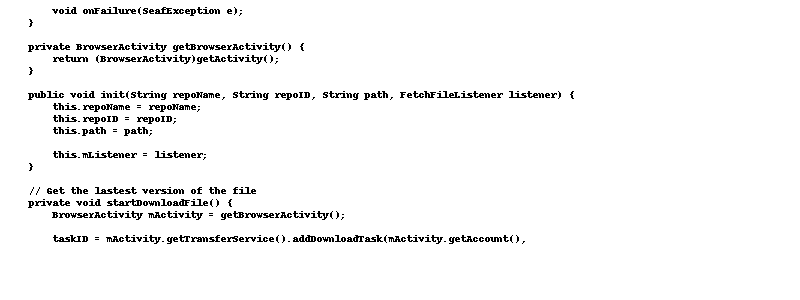 void onFailure(SeafException e);
}
private BrowserActivity getBrowserActivity() {
return (BrowserActivity)getActivity();
}
public void init(String repoName, String repoID, String path, FetchFileListener listener) {
this.repoName = repoName;
this.repoID = repoID;
this.path = path;
this.mListener = listener;
}
// Get the lastest version of the file
private void startDownloadFile() {
BrowserActivity mActivity = getBrowserActivity();
taskID = mActivity.getTransferService().addDownloadTask(mActivity.getAccount(),